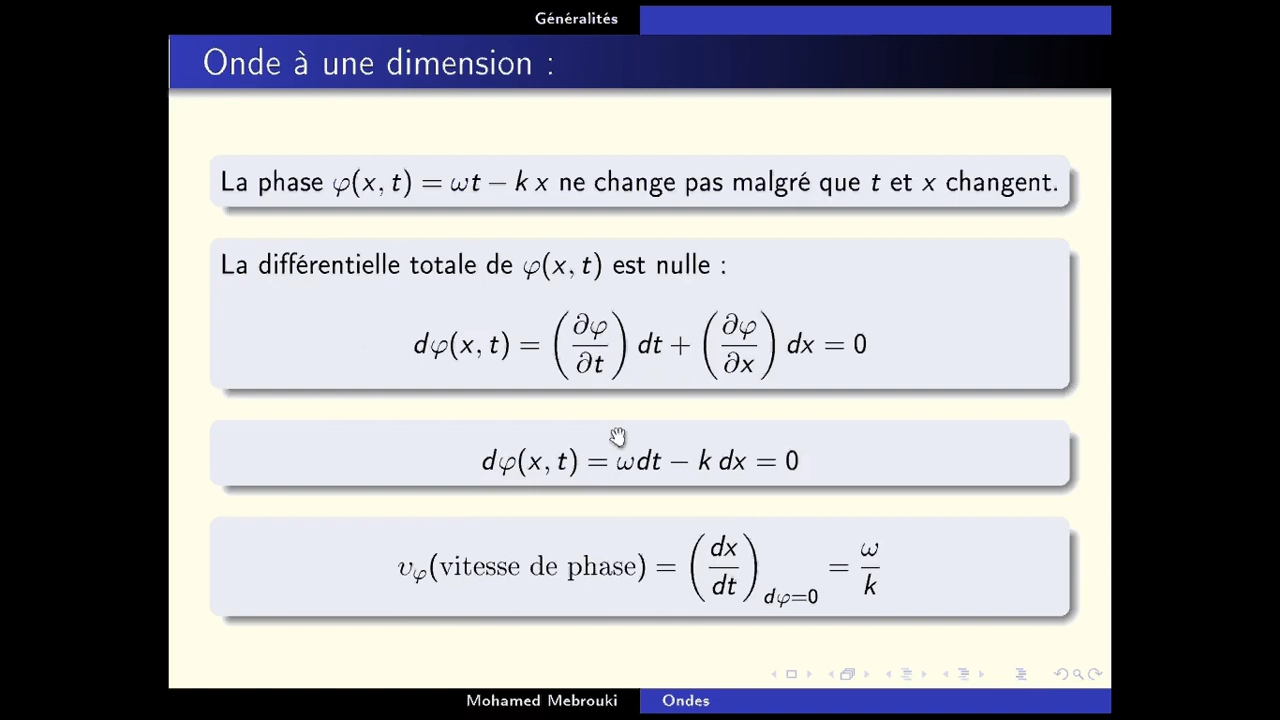 Généralités
Onde à une dimension :
La phase φ(x, t) = ωt − k x ne change pas malgré que t et x changent.
La différentielle totale de φ(x, t) est nulle :
dφ(x, t) = (∂φ/∂t) dt + (∂φ/∂x) dx = 0
dφ(x, t) = ωdt − k dx = 0
υ_φ(vitesse de phase) = (dx/dt)_{dφ=0} = ω/k
Mohamed Mebrouki Ondes